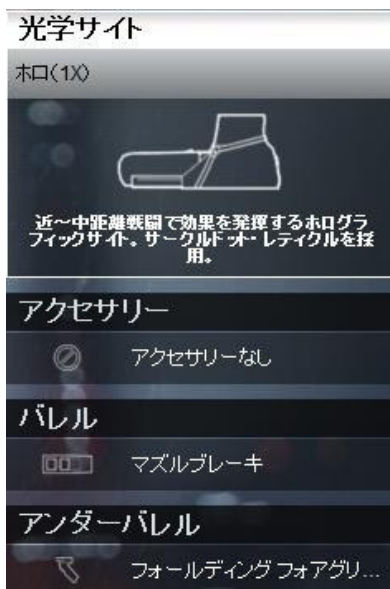 光学サイト
ホロ(1X)
近～中距離戦闘で効果を発揮するホログラ
フィックサイト。サークルドット・レティクルを採
用。
アクセサリー
アクセサリーなし
バレル
マズルブレーキ
アンダーバレル
フォールディング フォアグリ...